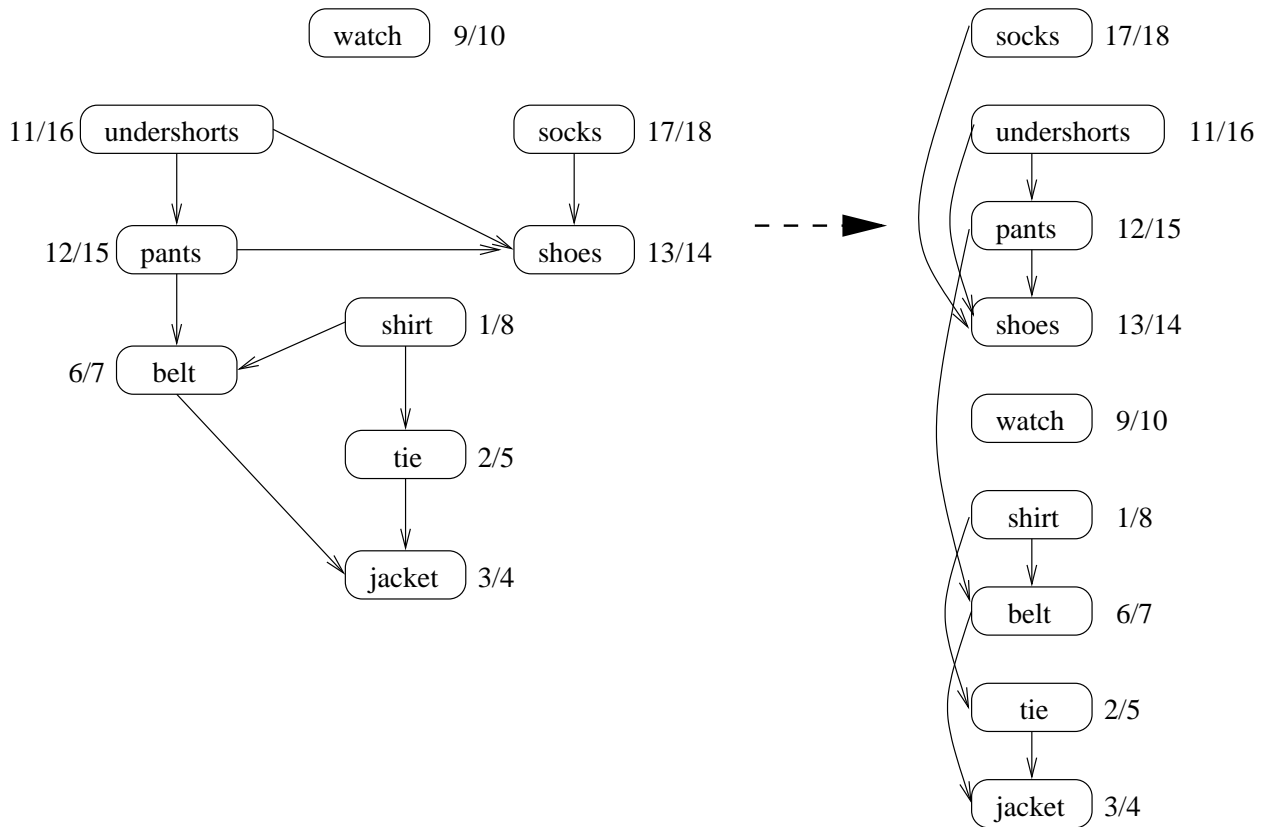 watch 9/10
11/16 undershorts
socks 17/18
12/15 pants
shoes 13/14
shirt 1/8
6/7 belt
tie 2/5
jacket 3/4
socks 17/18
undershorts 11/16
pants 12/15
shoes 13/14
watch 9/10
shirt 1/8
belt 6/7
tie 2/5
jacket 3/4